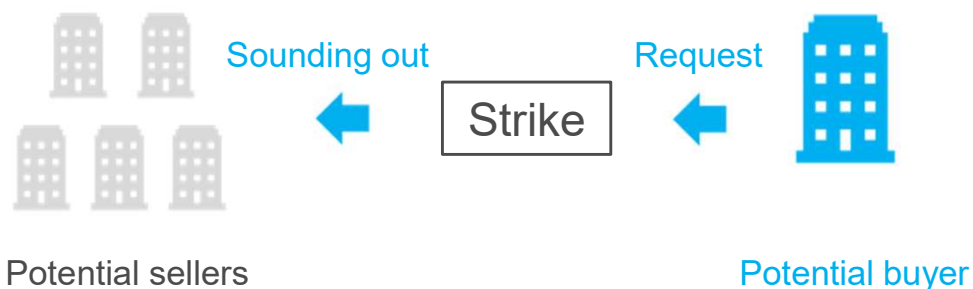 Sounding out
Request
Strike
Potential sellers
Potential buyer